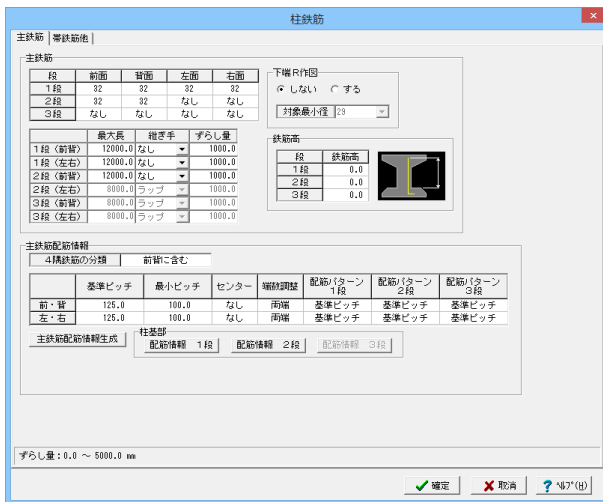 柱鉄筋
主鉄筋 帯鉄筋他
主鉄筋
段 前面 背面 左面 右面
1段 32 32 32 32
2段 32 32 なし なし
3段 なし なし なし なし
下端R作図
しない する
対象最小径 29
最大長 継ぎ手 ずらし量
1段（前背） 12000.0 なし 1000.0
1段（左右） 12000.0 なし 1000.0
2段（前背） 12000.0 なし 1000.0
2段（左右） 8000.0 ラップ 1000.0
3段（前背） 8000.0 ラップ 1000.0
3段（左右） 8000.0 ラップ 1000.0
鉄筋高
段 鉄筋高
1段 0.0
2段 0.0
3段 0.0
主鉄筋配筋情報
4隅鉄筋の分類 前背に含む
基準ピッチ 最小ピッチ センター 端数調整 配筋パターン1段 配筋パターン2段 配筋パターン3段
前・背 125.0 100.0 なし 両端 基準ピッチ 基準ピッチ 基準ピッチ
左・右 125.0 100.0 なし 両端 基準ピッチ 基準ピッチ 基準ピッチ
主鉄筋配筋情報生成
柱基部
配筋情報 1段 配筋情報 2段 配筋情報 3段
ずらし量：0.0 ～ 5000.0 mm
確定 取消 ヘルプ(H)